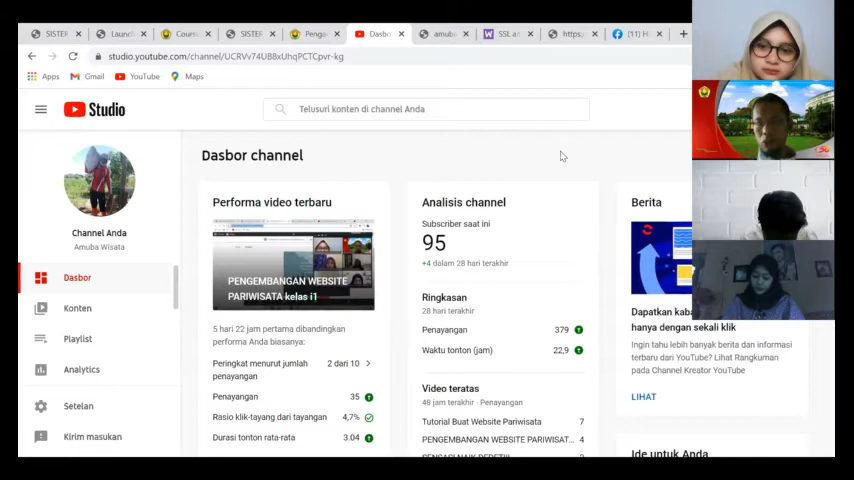 SISTER
Launch
Course
SISTER
Pengan
Dasbo
amub
SSL an
https:
(1) H
studio.youtube.com/channel/UCRVv74UB8xUhqPCTCpvr-kg
Apps
Gmail
YouTube
Maps
Studio
Telusuri konten di channel Anda
Channel Anda
Amuba Wisata
Dasbor
Konten
Playlist
Analytics
Setelan
Kirim masukan
Dasbor channel
Performa video terbaru
PENGEMBANGAN WEBSITE
PARIWISATA kelas i1
5 hari 22 jam pertama dibandingkan
performa Anda biasanya:
Peringkat menurut jumlah 2 dari 10
penayangan
Penayangan 35
Rasio klik-tayang dari tayangan 4,7%
Durasi tonton rata-rata 3.04
Analisis channel
Subscriber saat ini
95
+4 dalam 28 hari terakhir
Ringkasan
28 hari terakhir
Penayangan 379
Waktu tonton (jam) 22,9
Video teratas
48 jam terakhir · Penayangan
Tutorial Buat Website Pariwisata 7
PENGEMBANGAN WEBSITE PARIWISAT... 4
Berita
Dapatkan kaba
hanya dengan sekali klik
Ingin tahu lebih banyak berita dan informasi
terbaru dari YouTube? Lihat Rangkuman
pada Channel Kreator YouTube
LIHAT
Ide untuk Anda